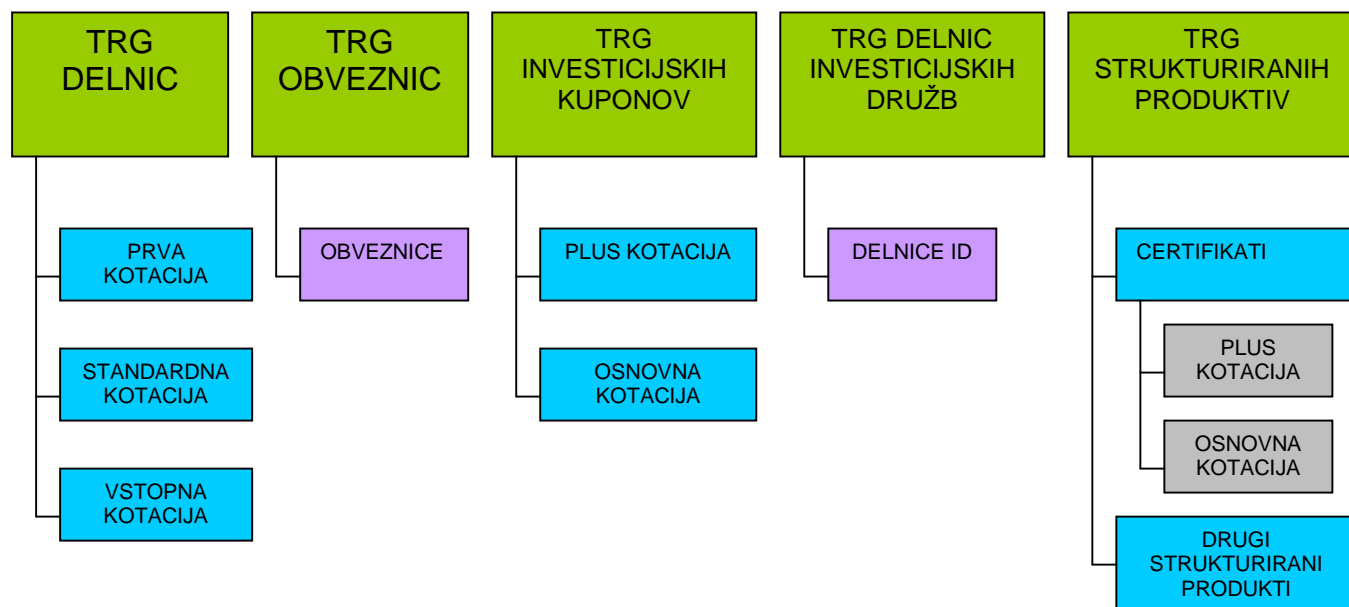 TRG
DELNIC
TRG
OBVEZNIC
TRG
INVESTICIJSKIH
KUPONOV
TRG DELNIC
INVESTICIJSKIH
DRUŽB
TRG
STRUKTURIRANIH
PRODUKTIV
PRVA
KOTACIJA
STANDARDNA
KOTACIJA
VSTOPNA
KOTACIJA
OBVEZNICE
PLUS KOTACIJA
OSNOVNA
KOTACIJA
DELNICE ID
CERTIFIKATI
PLUS
KOTACIJA
OSNOVNA
KOTACIJA
DRUGI
STRUKTURIRANI
PRODUKTI